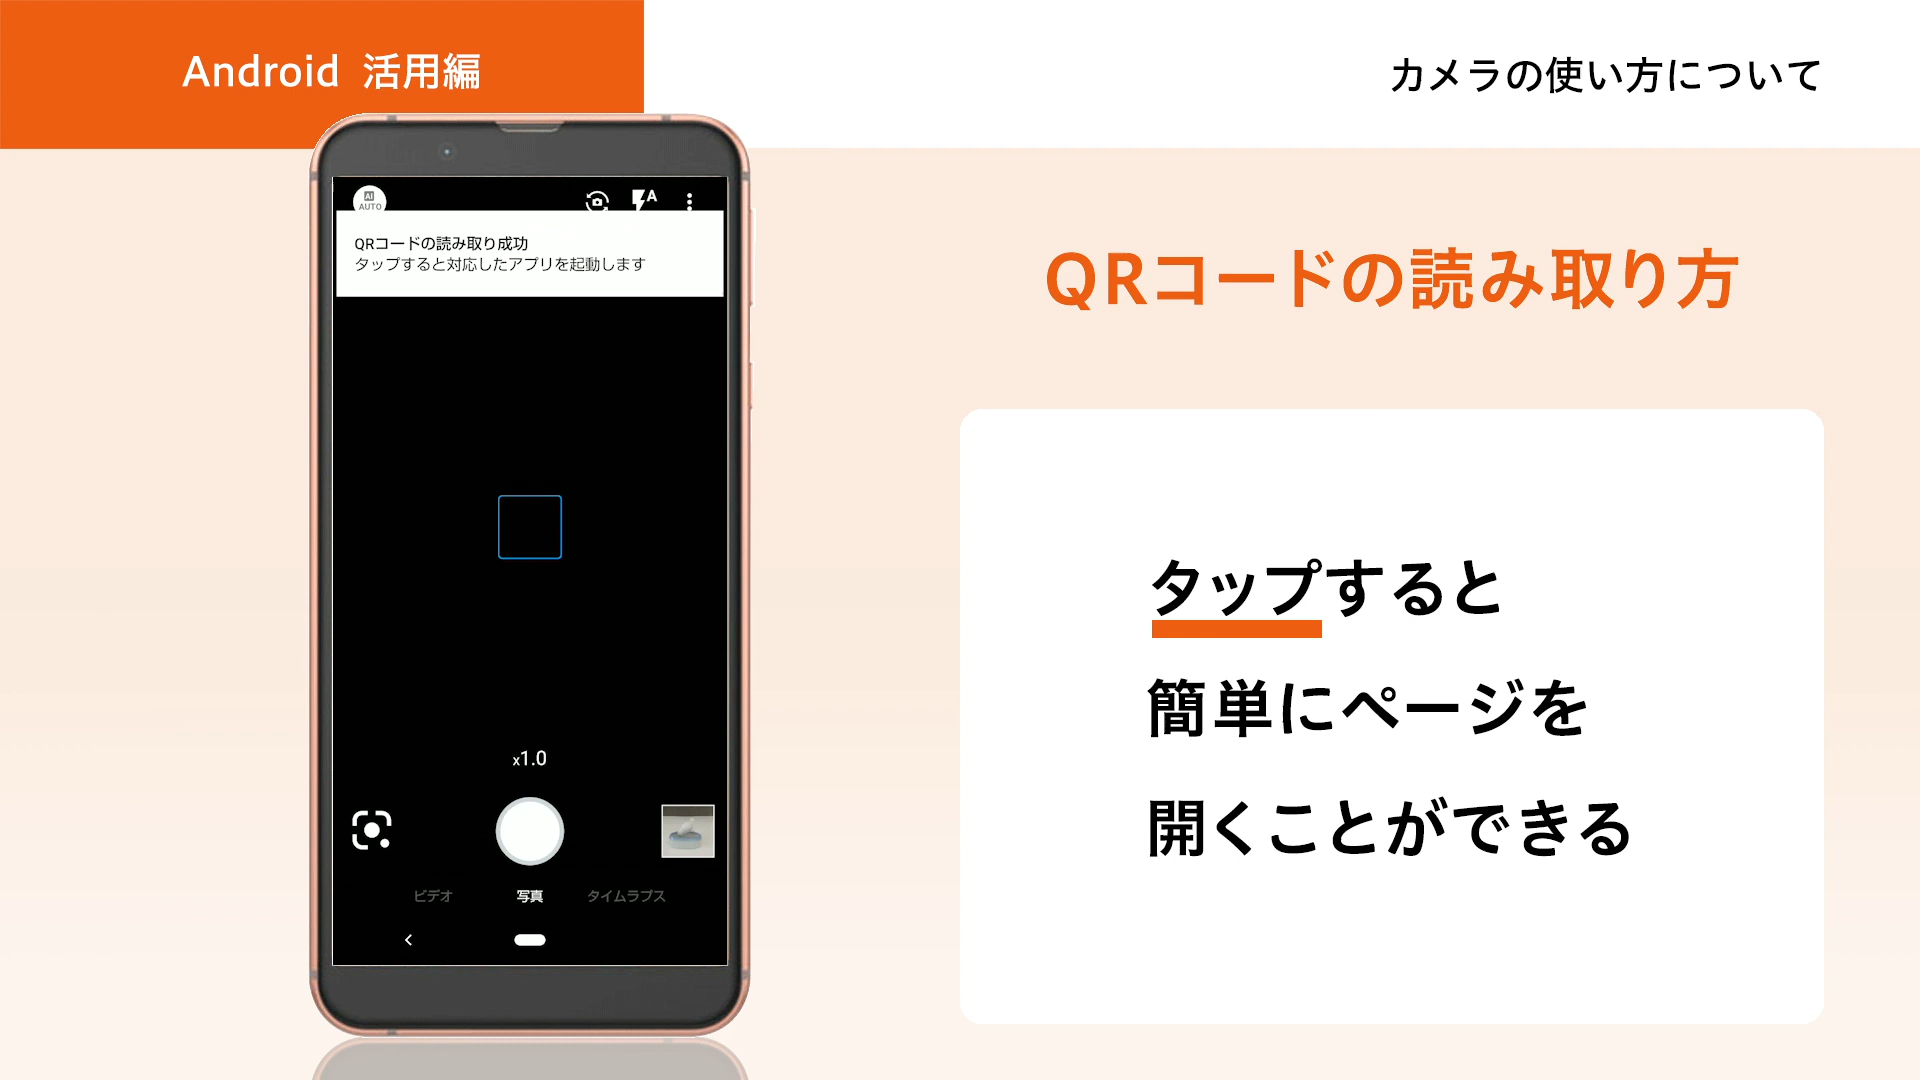 Android 活用編
カメラの使い方について
AI
AUTO
A
QRコードの読み取り成功
タップすると対応したアプリを起動します
x1.0
ビデオ
写真
タイムラプス
QRコードの読み取り方
タップすると
簡単にページを
開くことができる